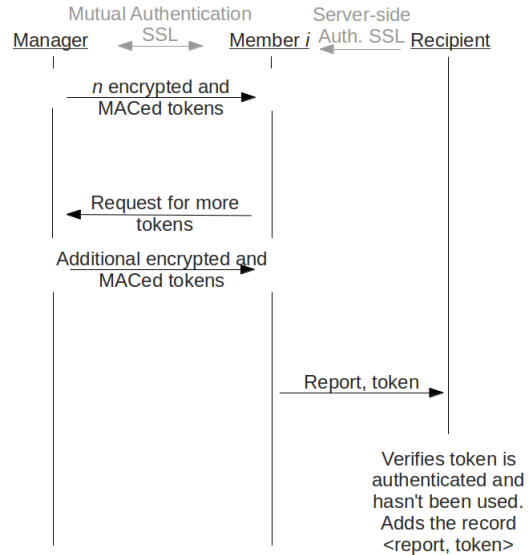 Mutual Authentication
SSL
Server-side
Auth. SSL
Manager
Member i
Recipient
n encrypted and
MACed tokens
Request for more
tokens
Additional encrypted and
MACed tokens
Report, token
Verifies token is
authenticated and
hasn't been used.
Adds the record
<report, token>